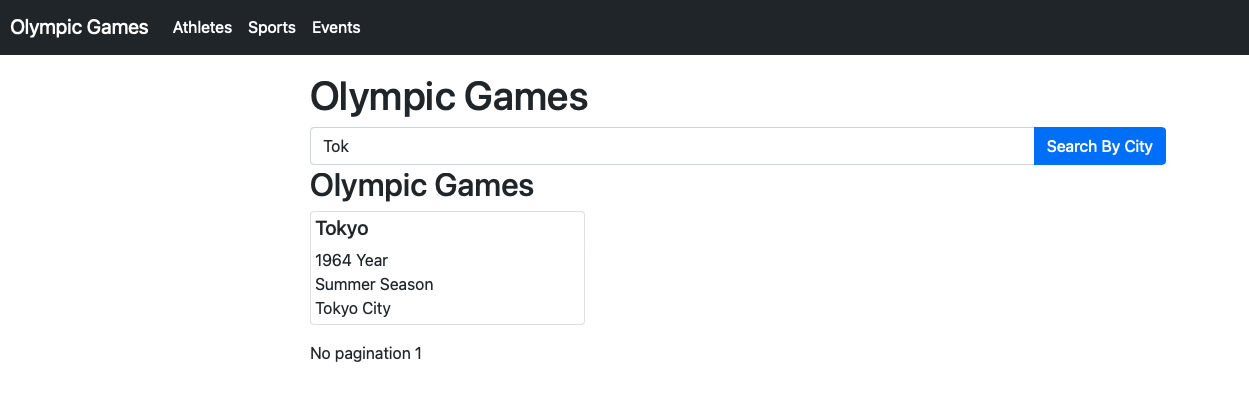 Olympic Games Athletes Sports Events
Olympic Games
Tok Search By City
Olympic Games
Tokyo
1964 Year
Summer Season
Tokyo City
No pagination 1